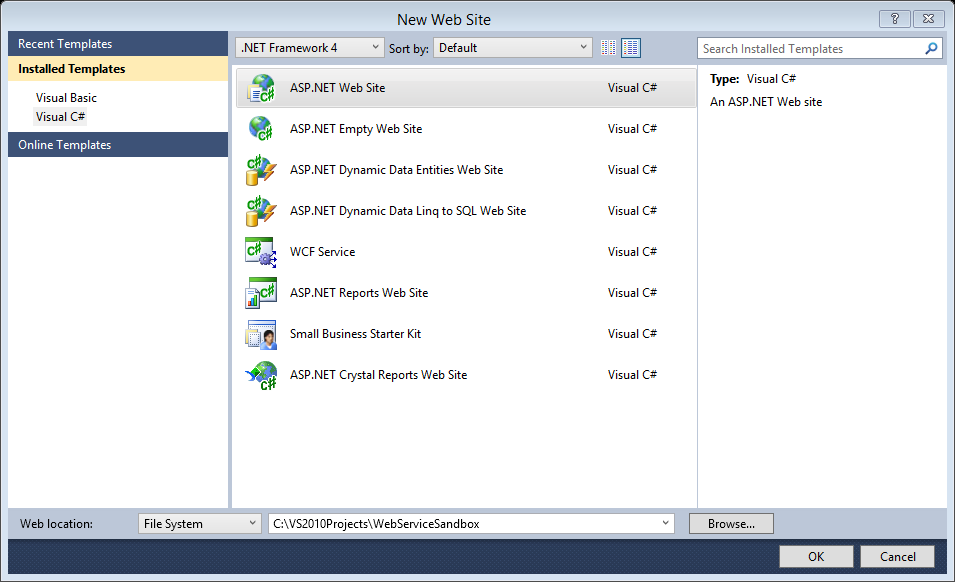 New Web Site
?
Recent Templates
Installed Templates
Visual Basic
Visual C#
Online Templates
.NET Framework 4
Sort by:
Default
Search Installed Templates
ASP.NET Web Site Visual C#
ASP.NET Empty Web Site Visual C#
ASP.NET Dynamic Data Entities Web Site Visual C#
ASP.NET Dynamic Data Linq to SQL Web Site Visual C#
WCF Service Visual C#
ASP.NET Reports Web Site Visual C#
Small Business Starter Kit Visual C#
ASP.NET Crystal Reports Web Site Visual C#
Type: Visual C#
An ASP.NET Web site
Web location: File System C:\VS2010Projects\WebServiceSandbox Browse...
OK Cancel